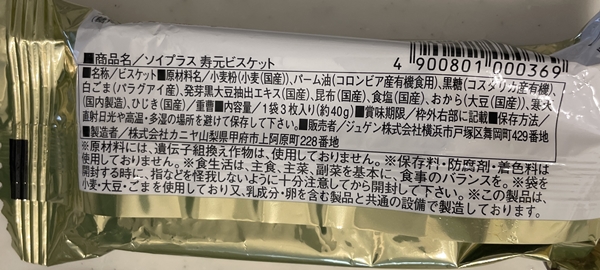 ■商品名／ソイプラス 寿元ビスケット
4 900801 000369
■名称／ビスケット■原材料名／小麦粉(小麦(国産))、パーム油(コロンビア産有機食用)、黒糖(コスタリカ産有機)、
白ごま(パラグアイ産)、発芽黒大豆抽出エキス(国産)、昆布(国産)、食塩(国産)、おから(大豆(国産))、寒天
(国内製造)、ひじき(国産)／重曹■内容量／1袋3枚入り(約40g)■賞味期限／枠外右部に記載■保存方法／
直射日光や高温・多湿の場所を避けて保存して下さい。■販売者／ジュゲン株式会社横浜市戸塚区舞岡町429番地
■製造者／株式会社カニヤ山梨県甲府市上阿原町228番地
※原材料には、遺伝子組換え作物は、使用しておりません。※保存料・防腐剤・着色料は
使用しておりません。※食生活は、主食、主菜、副菜を基本に、食事のバランスを。※袋を
開封する時に、指などを怪我しないように十分注意してから開封して下さい。※この製品は、
小麦・大豆・ごまを使用しており又、乳成分・卵を含む製品と共通の設備で製造しております。